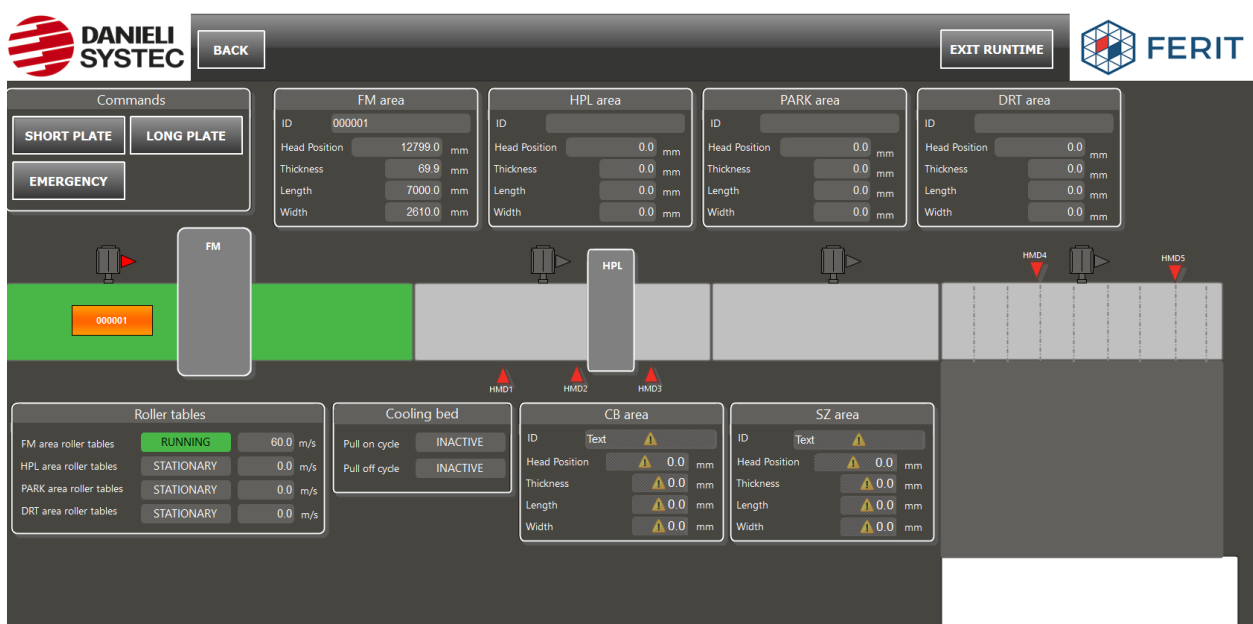 DANIELI
SYSTEC
BACK
EXIT RUNTIME
FERIT
Commands
SHORT PLATE
LONG PLATE
EMERGENCY
FM area
ID 000001
Head Position 12799.0 mm
Thickness 69.9 mm
Length 7000.0 mm
Width 2610.0 mm
HPL area
ID
Head Position 0.0 mm
Thickness 0.0 mm
Length 0.0 mm
Width 0.0 mm
PARK area
ID
Head Position 0.0 mm
Thickness 0.0 mm
Length 0.0 mm
Width 0.0 mm
DRT area
ID
Head Position 0.0 mm
Thickness 0.0 mm
Length 0.0 mm
Width 0.0 mm
FM
HPL
HMD4
HMD5
000001
HMD1
HMD2
HMD3
Roller tables
FM area roller tables RUNNING 60.0 m/s
HPL area roller tables STATIONARY 0.0 m/s
PARK area roller tables STATIONARY 0.0 m/s
DRT area roller tables STATIONARY 0.0 m/s
Cooling bed
Pull on cycle INACTIVE
Pull off cycle INACTIVE
CB area
ID Text
Head Position 0.0 mm
Thickness 0.0 mm
Length 0.0 mm
Width 0.0 mm
SZ area
ID Text
Head Position 0.0 mm
Thickness 0.0 mm
Length 0.0 mm
Width 0.0 mm